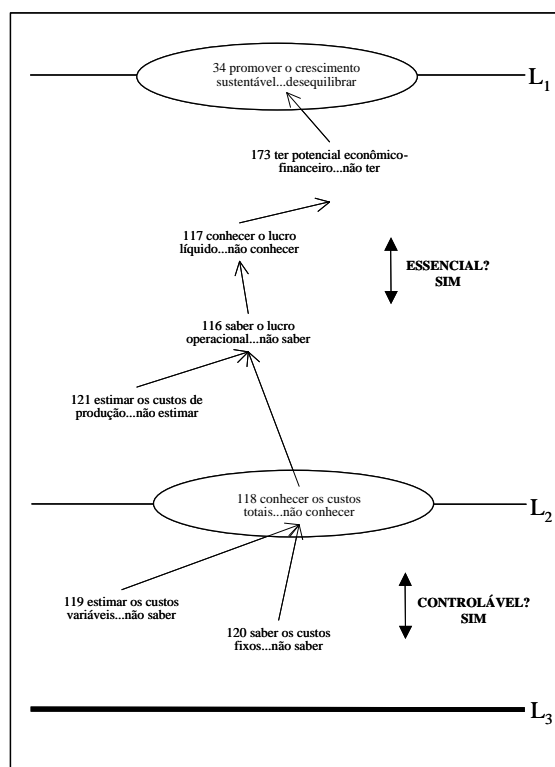 34 promover o crescimento
sustentável...desequilibrar
L1
173 ter potencial econômico-
financeiro...não ter
117 conhecer o lucro
líquido...não conhecer
ESSENCIAL?
SIM
116 saber o lucro
operacional...não saber
121 estimar os custos de
produção...não estimar
118 conhecer os custos
totais...não conhecer
L2
119 estimar os custos
variáveis...não saber
CONTROLÁVEL?
SIM
120 saber os custos
fixos...não saber
L3